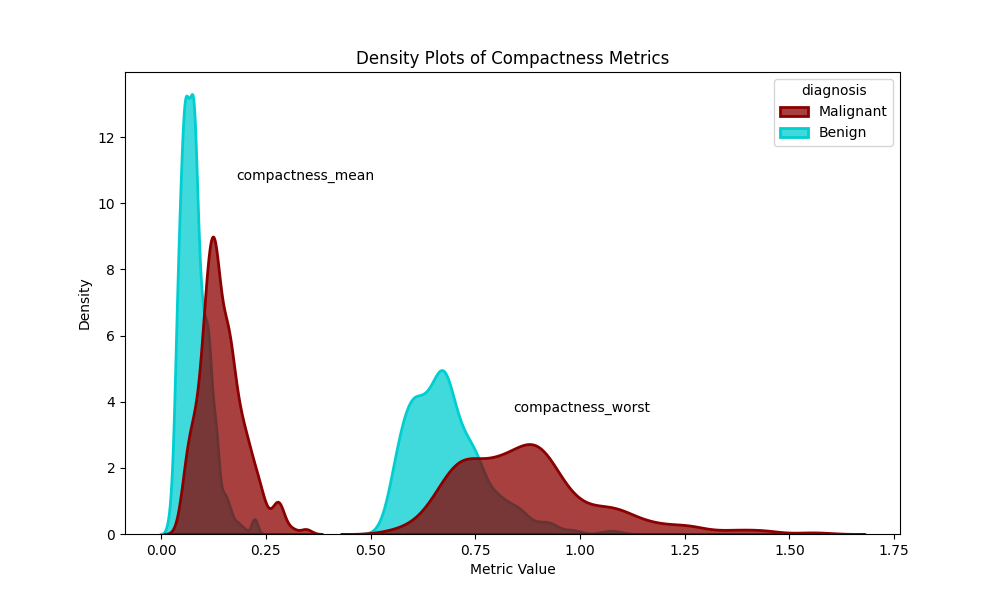 Density Plots of Compactness Metrics
diagnosis
Malignant
Benign
compactness_mean
compactness_worst
Density
12
10
8
6
4
2
0
0.00 0.25 0.50 0.75 1.00 1.25 1.50 1.75
Metric Value